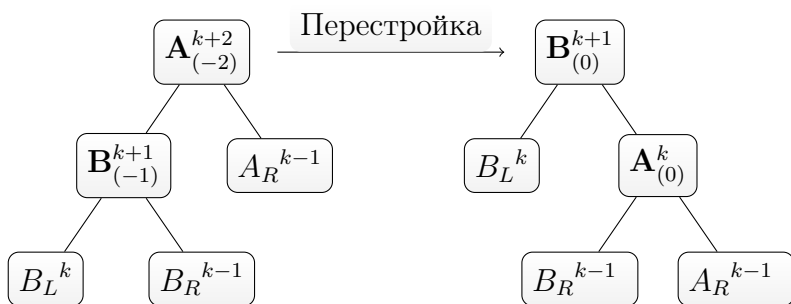 Перестройка
A^{k+2}_{(−2)} B^{k+1}_{(0)}
B^{k+1}_{(−1)} A_R^{k−1} B_L^k A^k_{(0)}
B_L^k B_R^{k−1} B_R^{k−1} A_R^{k−1}